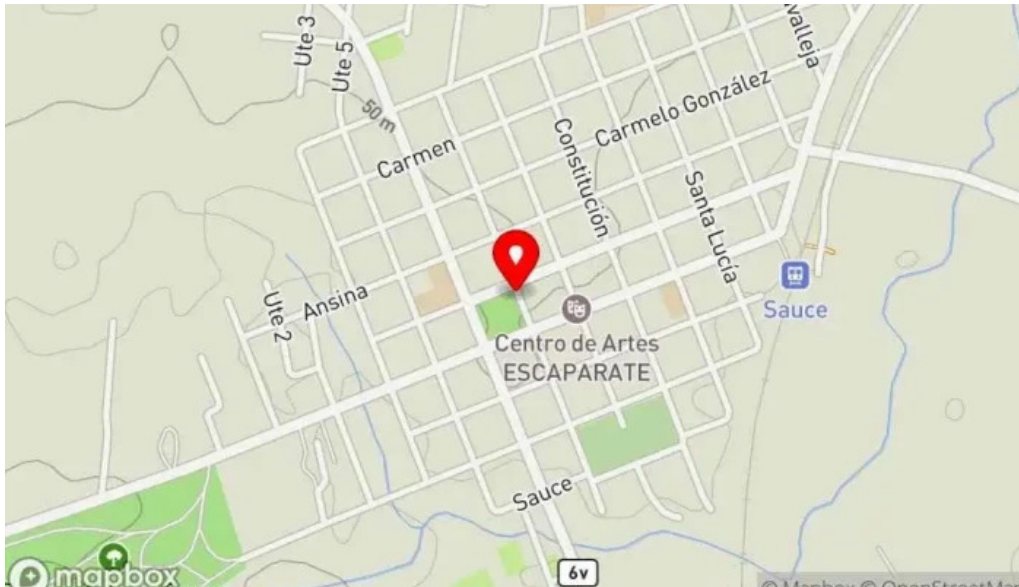 Ute 3
Ute 5
valleja
50 m
Carmen
Constitución
Carmelo González
Santa Lucía
Ansina
Ute 2
Sauce
Centro de Artes
ESCAPARATE
Sauce
6v
mapbox
© Mapbox © OpenStreetMap